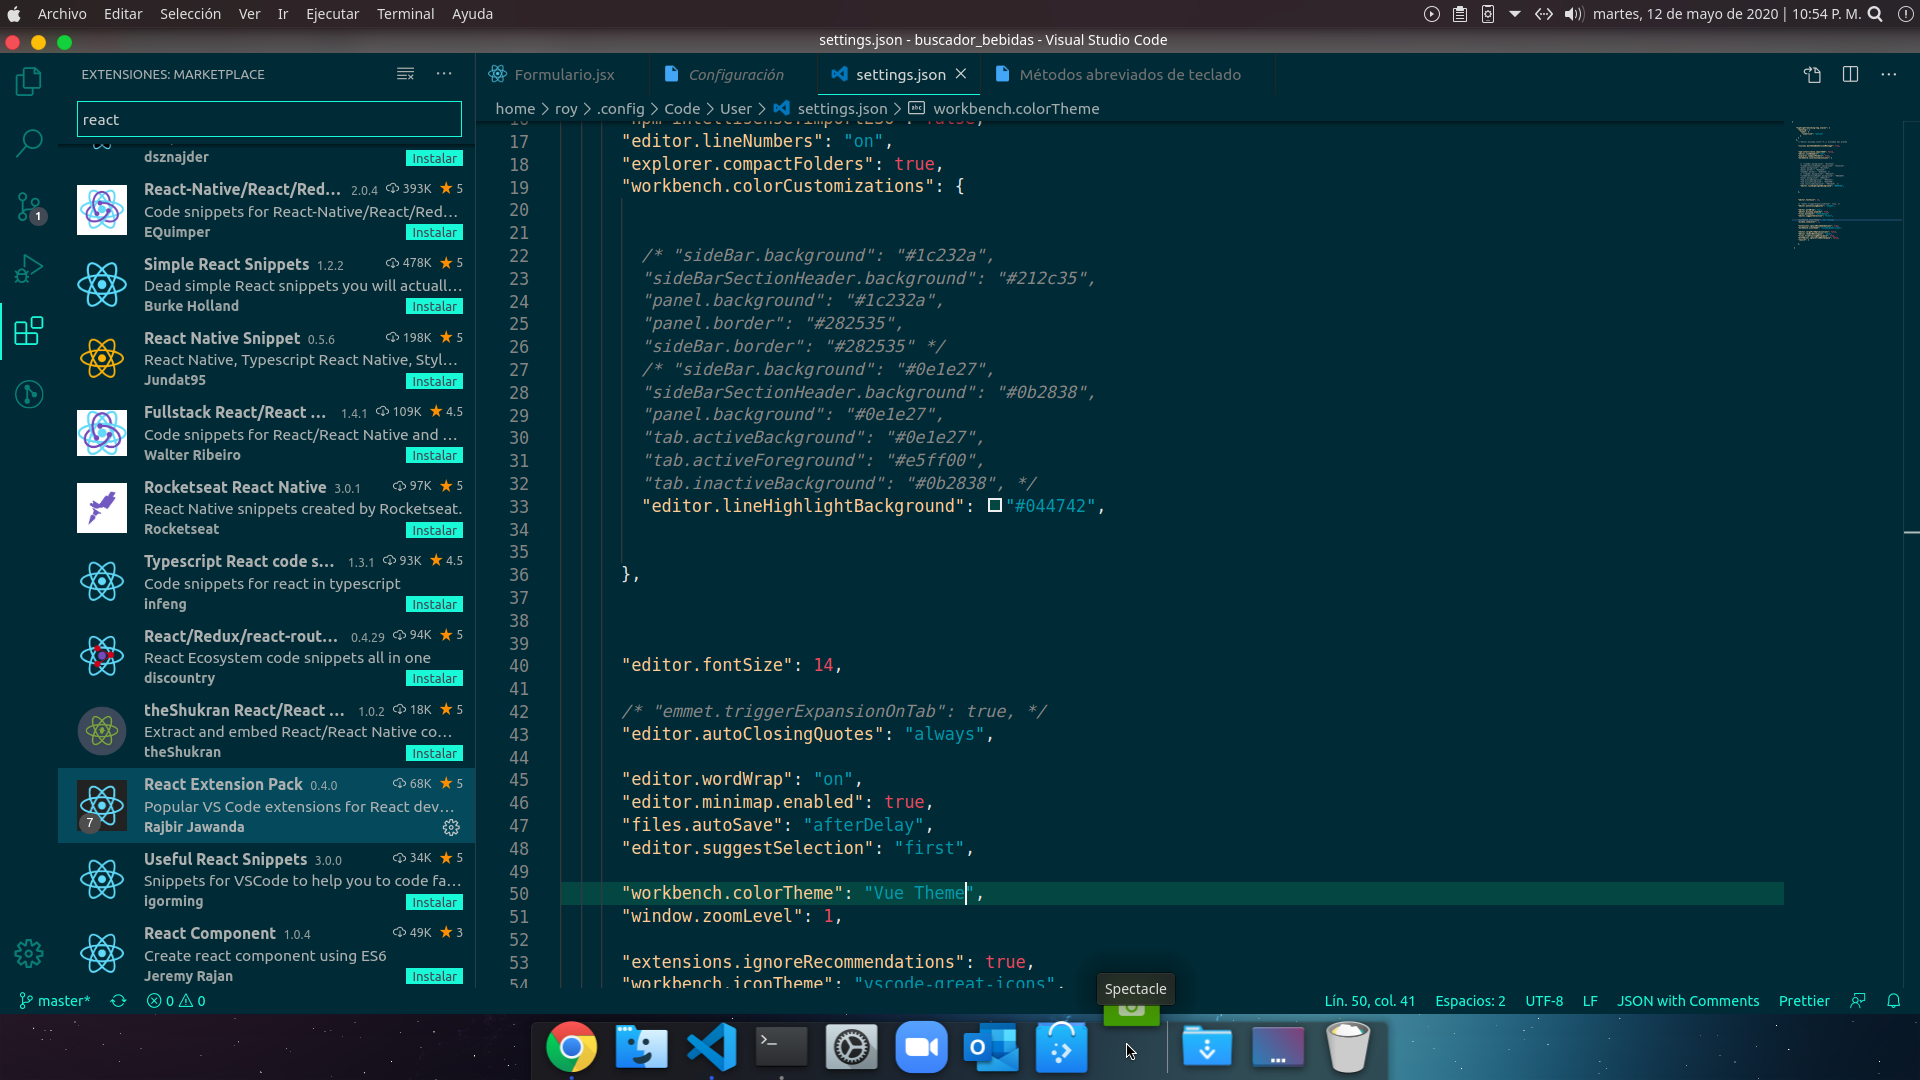 Archivo Editar Selección Ver Ir Ejecutar Terminal Ayuda
martes, 12 de mayo de 2020 | 10:54 P. M.
settings.json - buscador_bebidas - Visual Studio Code
EXTENSIONES: MARKETPLACE
react
dsznajder Instalar
React-Native/React/Red... 2.0.4 393K 5
Code snippets for React-Native/React/Red...
EQuimper Instalar
Simple React Snippets 1.2.2 478K 5
Dead simple React snippets you will actuall...
Burke Holland Instalar
React Native Snippet 0.5.6 198K 5
React Native, Typescript React Native, Styl...
Jundat95 Instalar
Fullstack React/React ... 1.4.1 109K 4.5
Code snippets for React/React Native and ...
Walter Ribeiro Instalar
Rocketseat React Native 3.0.1 97K 5
React Native snippets created by Rocketseat.
Rocketseat Instalar
Typescript React code s... 1.3.1 93K 4.5
Code snippets for react in typescript
infeng Instalar
React/Redux/react-rout... 0.4.29 94K 5
React Ecosystem code snippets all in one
discountry Instalar
theShukran React/React ... 1.0.2 18K 5
Extract and embed React/React Native co...
theShukran Instalar
React Extension Pack 0.4.0 68K 5
Popular VS Code extensions for React dev...
7 Rajbir Jawanda
Useful React Snippets 3.0.0 34K 5
Snippets for VSCode to help you to code fa...
igorming Instalar
React Component 1.0.4 49K 3
Create react component using ES6
Jeremy Rajan Instalar
1
Formulario.jsx Configuración settings.json Métodos abreviados de teclado
home > roy > .config > Code > User > settings.json > workbench.colorTheme
17 "editor.lineNumbers": "on",
18 "explorer.compactFolders": true,
19 "workbench.colorCustomizations": {
20
21
22 /* "sideBar.background": "#1c232a",
23 "sideBarSectionHeader.background": "#212c35",
24 "panel.background": "#1c232a",
25 "panel.border": "#282535",
26 "sideBar.border": "#282535" */
27 /* "sideBar.background": "#0e1e27",
28 "sideBarSectionHeader.background": "#0b2838",
29 "panel.background": "#0e1e27",
30 "tab.activeBackground": "#0e1e27",
31 "tab.activeForeground": "#e5ff00",
32 "tab.inactiveBackground": "#0b2838", */
33 "editor.lineHighlightBackground": "#044742",
34
35
36 },
37
38
39
40 "editor.fontSize": 14,
41
42 /* "emmet.triggerExpansionOnTab": true, */
43 "editor.autoClosingQuotes": "always",
44
45 "editor.wordWrap": "on",
46 "editor.minimap.enabled": true,
47 "files.autoSave": "afterDelay",
48 "editor.suggestSelection": "first",
49
50 "workbench.colorTheme": "Vue Theme",
51 "window.zoomLevel": 1,
52
53 "extensions.ignoreRecommendations": true,
54 "workbench.iconTheme": "vscode-great-icons",
Spectacle
master* 0 0
Lín. 50, col. 41 Espacios: 2 UTF-8 LF JSON with Comments Prettier